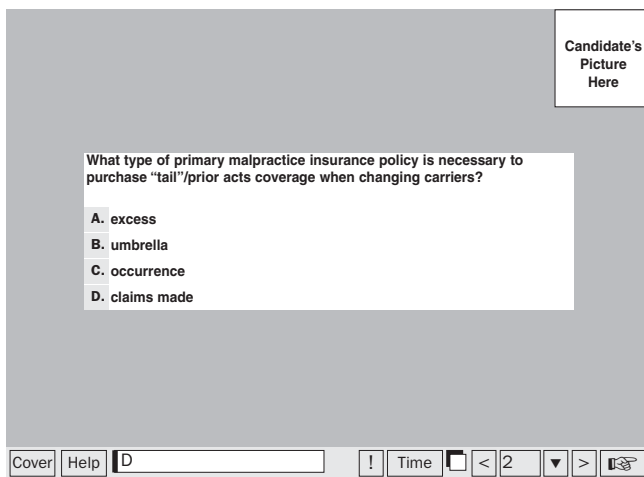 Candidate's
Picture
Here
What type of primary malpractice insurance policy is necessary to
purchase “tail”/prior acts coverage when changing carriers?
A. excess
B. umbrella
C. occurrence
D. claims made
Cover Help D ! Time < 2 ▼ > ☞